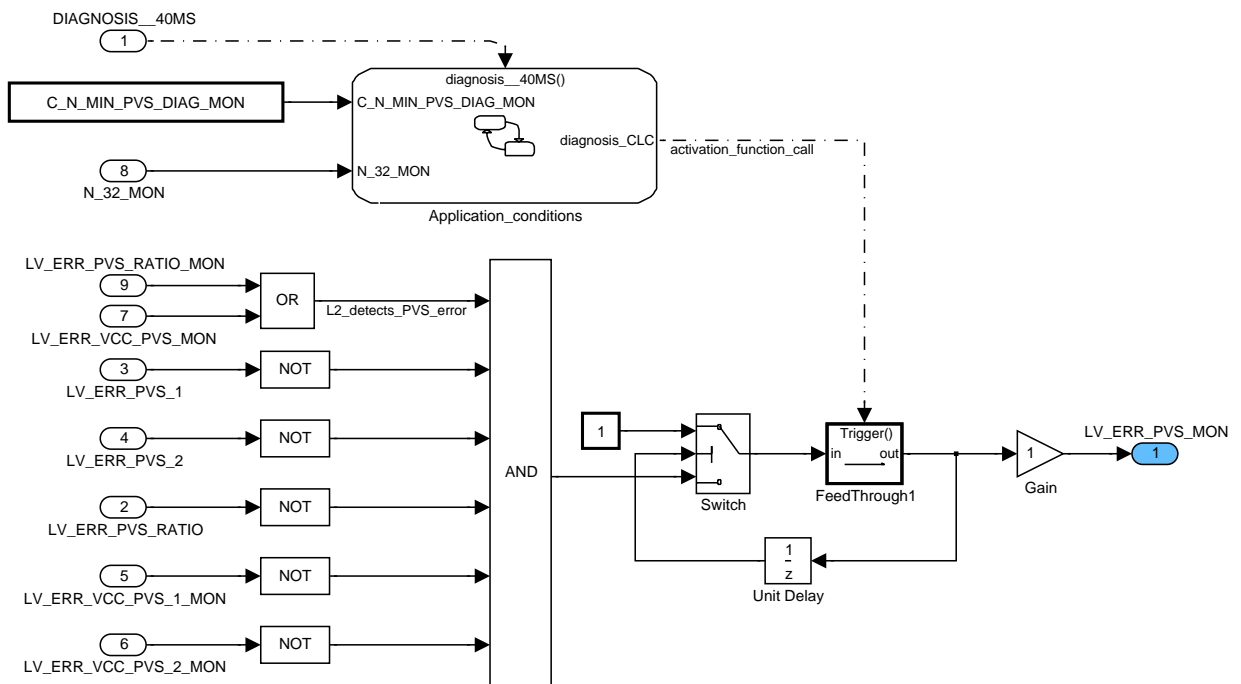 DIAGNOSIS__40MS
1
C_N_MIN_PVS_DIAG_MON
8
N_32_MON
diagnosis__40MS()
C_N_MIN_PVS_DIAG_MON
diagnosis_CLC
N_32_MON
Application_conditions
activation_function_call
LV_ERR_PVS_RATIO_MON
9
7
LV_ERR_VCC_PVS_MON
OR
L2_detects_PVS_error
3
LV_ERR_PVS_1
NOT
4
LV_ERR_PVS_2
NOT
2
LV_ERR_PVS_RATIO
NOT
5
LV_ERR_VCC_PVS_1_MON
NOT
6
LV_ERR_VCC_PVS_2_MON
NOT
AND
1
Switch
Trigger()
in out
FeedThrough1
1
z
Unit Delay
1
Gain
LV_ERR_PVS_MON
1